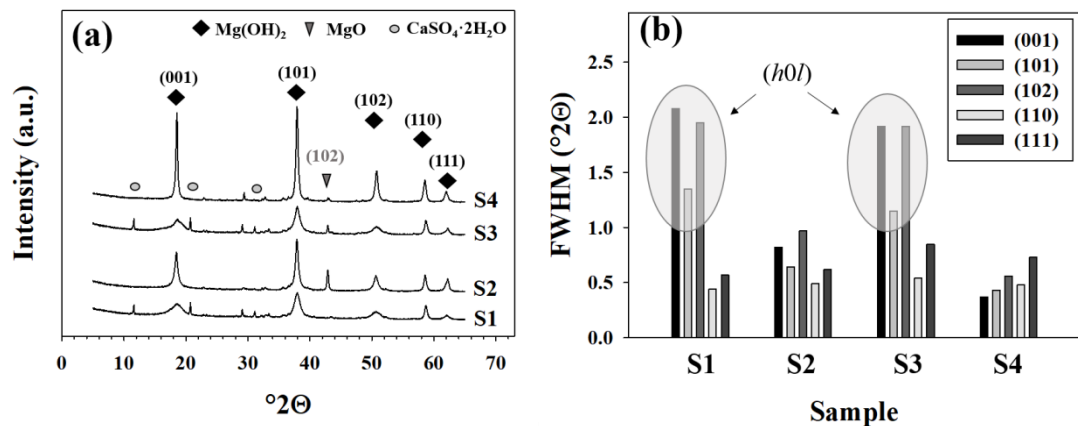 (a)
Mg(OH)₂
MgO
CaSO₄·2H₂O
(001)
(101)
(102)
(102)
(110)
(111)
S4
S3
S2
S1
Intensity (a.u.)
0 10 20 30 40 50 60 70
°2Θ
(b)
(h0l)
(001)
(101)
(102)
(110)
(111)
FWHM (°2Θ)
2.5
2.0
1.5
1.0
0.5
0.0
S1 S2 S3 S4
Sample